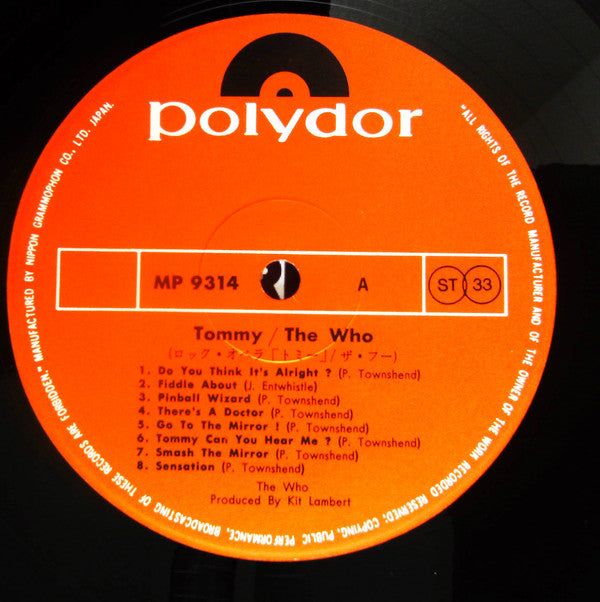 polydor
MP 9314 A ST 33
Tommy / The Who
(ロック・オペラ「トミー」/ ザ・フー)
1. Do You Think It's Alright ? (P. Townshend)
2. Fiddle About (J. Entwhistle)
3. Pinball Wizard (P. Townshend)
4. There's A Doctor (P. Townshend)
5. Go To The Mirror ! (P. Townshend)
6. Tommy Can You Hear Me ? (P. Townshend)
7. Smash The Mirror (P. Townshend)
8. Sensation (P. Townshend)
The Who
Produced By Kit Lambert
"ALL RIGHTS OF THE RECORD MANUFACTURER AND OF THE OWNER OF THE WORK RECORDED RESERVED: COPYING, PUBLIC PERFORMANCE, BROADCASTING OF THESE RECORDS ARE FORBIDDEN." MANUFACTURED BY NIPPON GRAMMOPHON CO., LTD. JAPAN.